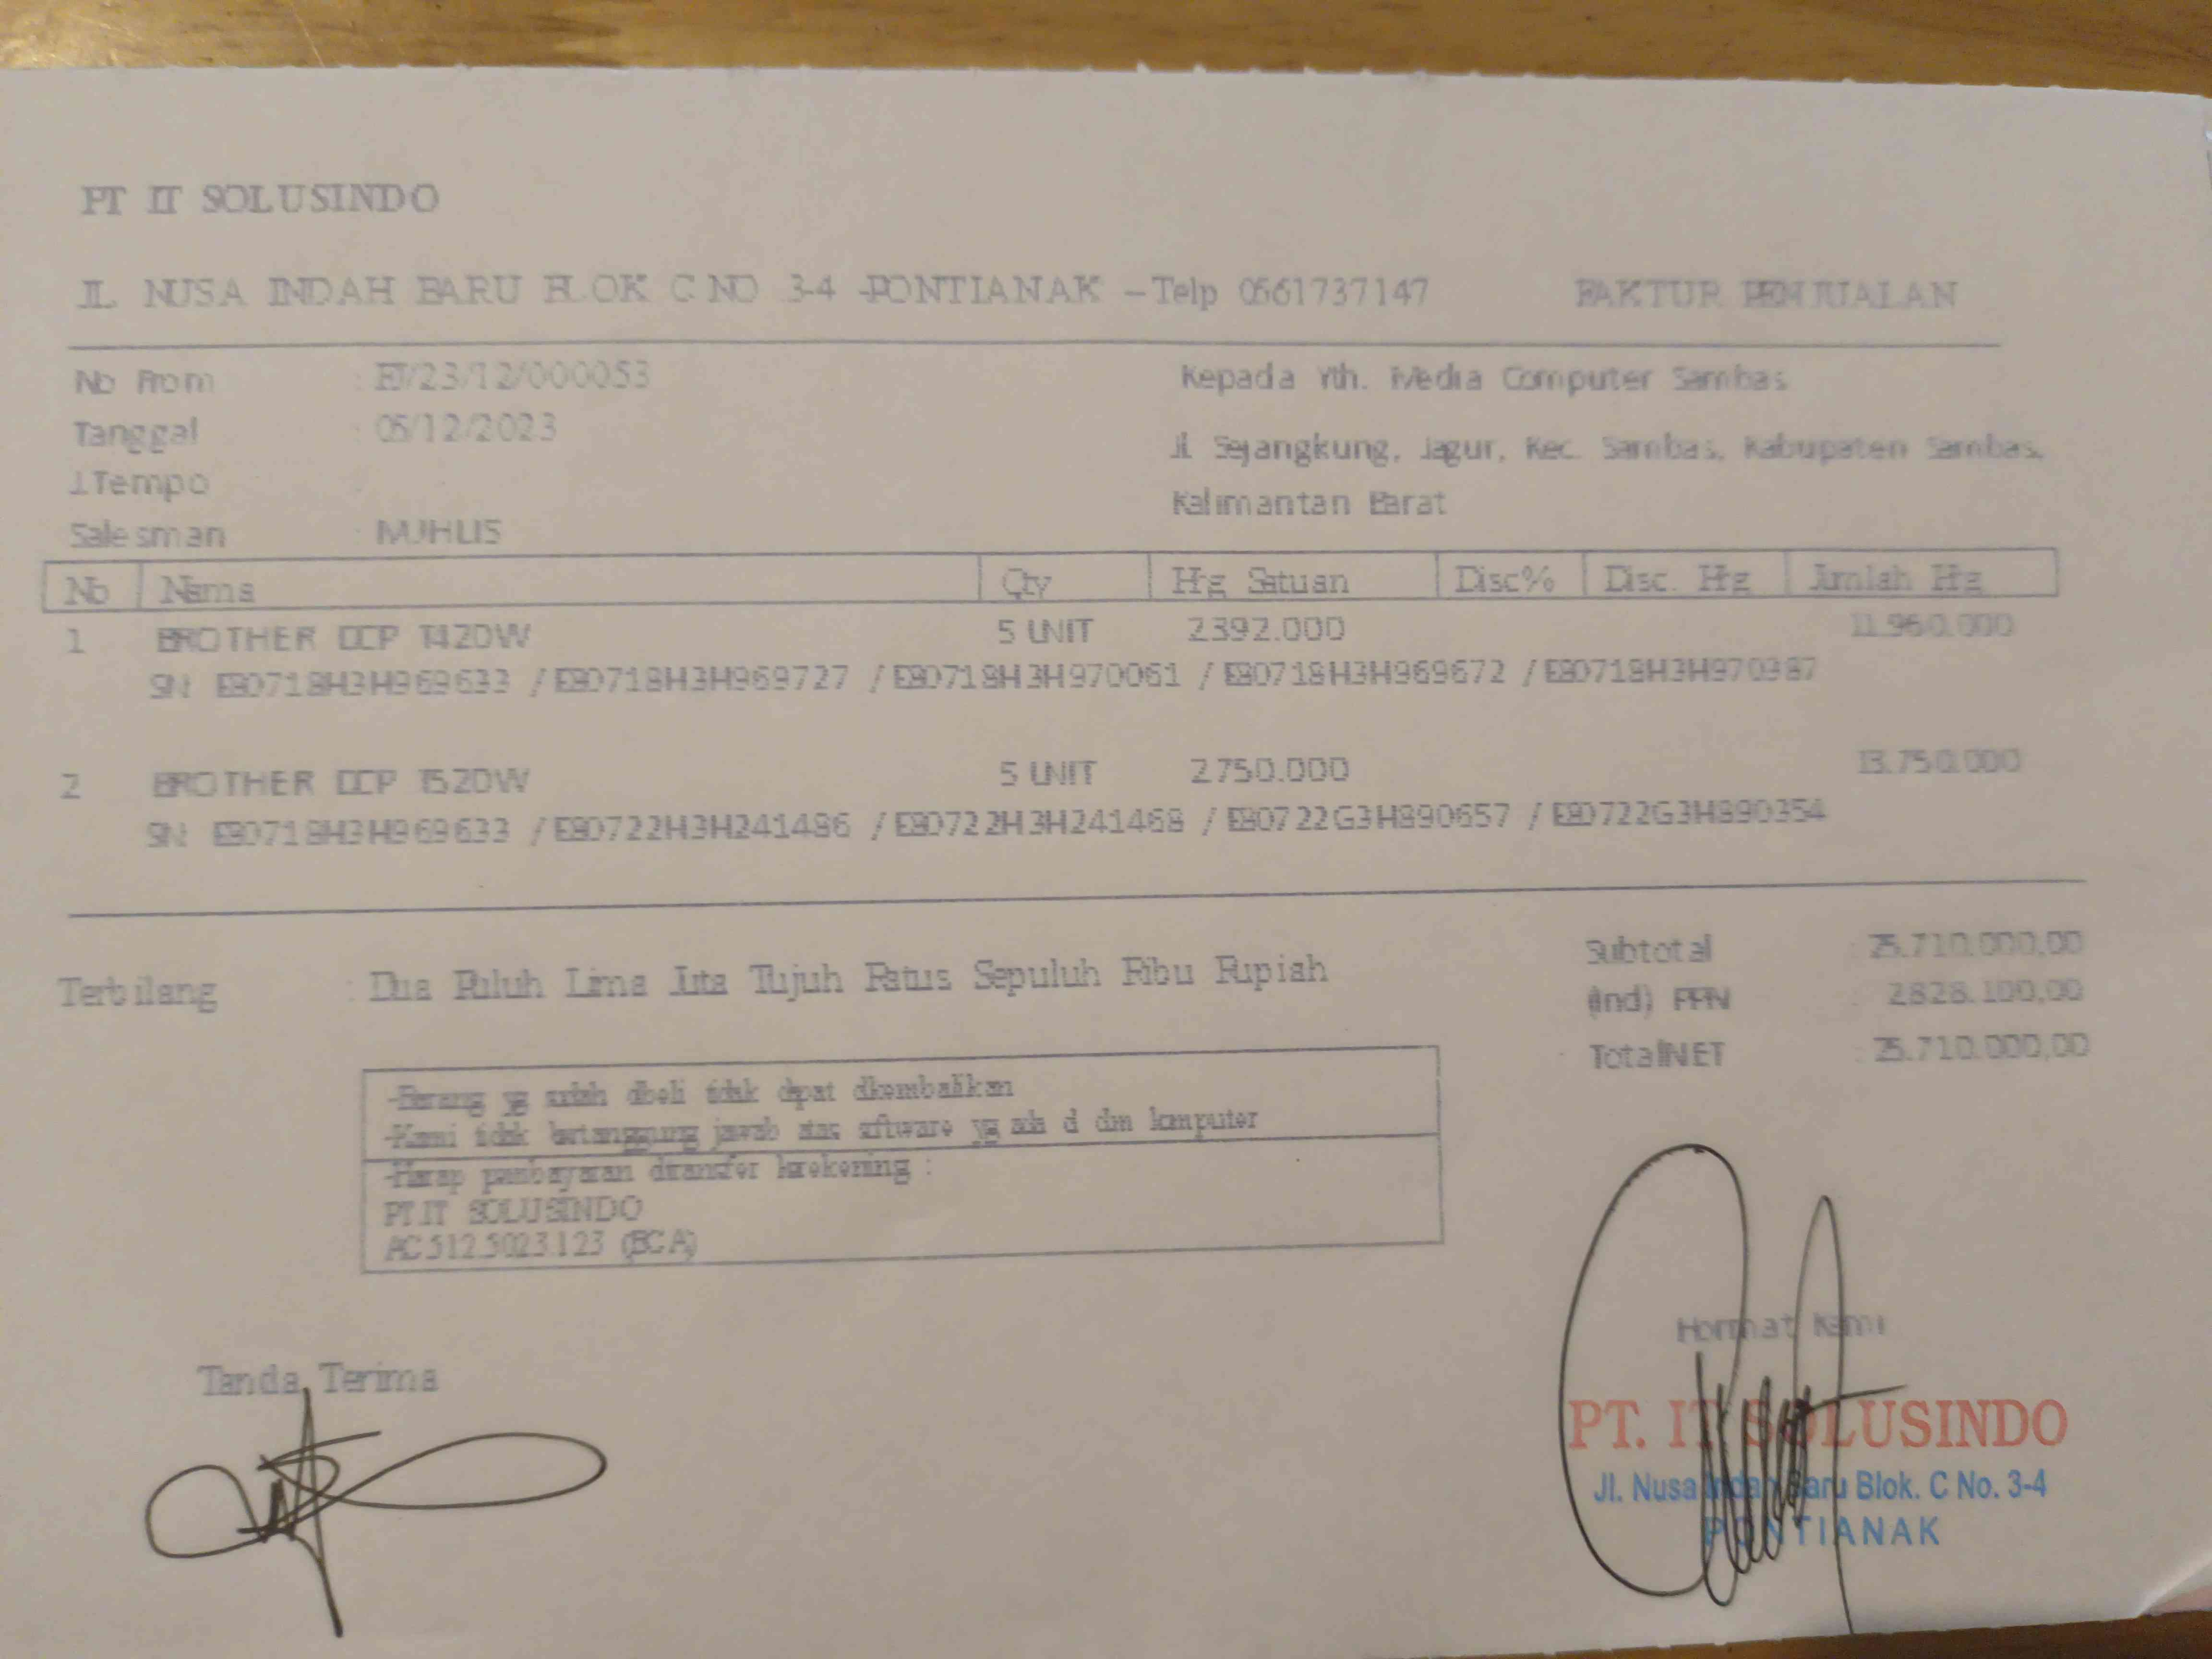 PT IT SOLUSINDO
JL NUSA INDAH BARU BLOK C NO 3-4 -PONTIANAK - Telp 0561737147 FAKTUR PENJUALAN
No From : FJ/23/12/000053 Kepada Yth. Media Computer Sambas
Tanggal : 05/12/2023 Jl. Sejangkung, Jagur, Kec. Sambas, Kabupaten Sambas,
J.Tempo : Kalimantan Barat
Salesman : MUHLIS
No Nama Qty Hrg Satuan Disc% Disc. Hrg Jumlah Hrg
1 BROTHER DCP T420W 5 UNIT 2.392.000 11.960.000
SN: E80718H3H969633 / E80718H3H969727 / E80718H3H970061 / E80718H3H969672 / E80718H3H970387
2 BROTHER DCP T520W 5 UNIT 2.750.000 13.750.000
SN: E80718H3H969633 / E80722H3H241486 / E80722H3H241468 / E80722G3H890657 / E80722G3H890354
Terbilang : Dua Puluh Lima Juta Tujuh Ratus Sepuluh Ribu Rupiah
Subtotal : 25.710.000,00
(incl) PPN : 2.828.100,00
Total NET : 25.710.000,00
-Barang yg sudah dibeli tidak dapat dikembalikan
-Kami tidak bertanggung jawab atas software yg ada di dlm komputer
-Harap pembayaran ditransfer kerekening :
PT IT SOLUSINDO
AC 512.5023.123 (BCA)
Tanda Terima
Hormat Kami
PT. IT SOLUSINDO
Jl. Nusa Indah Baru Blok. C No. 3-4
PONTIANAK